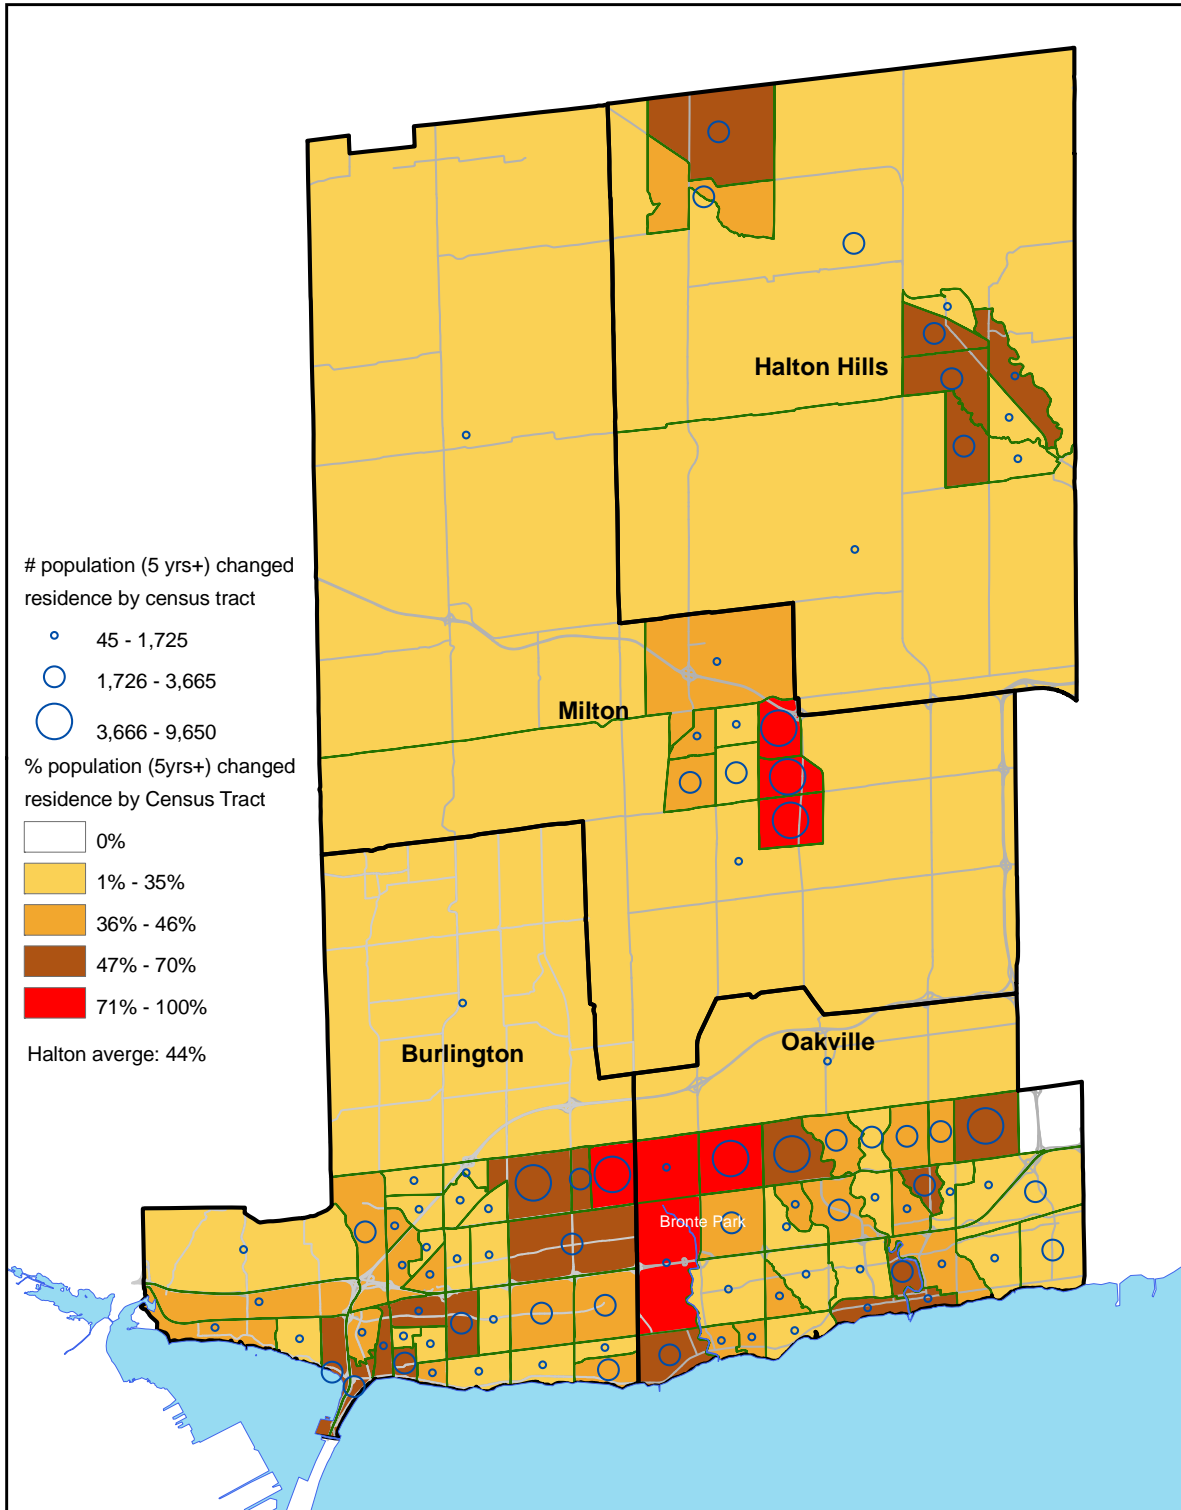 Halton Hills
# population (5 yrs+) changed
residence by census tract
45 - 1,725
1,726 - 3,665
3,666 - 9,650
Milton
% population (5yrs+) changed
residence by Census Tract
0%
1% - 35%
36% - 46%
47% - 70%
71% - 100%
Halton averge: 44%
Burlington
Oakville
Bronte Park